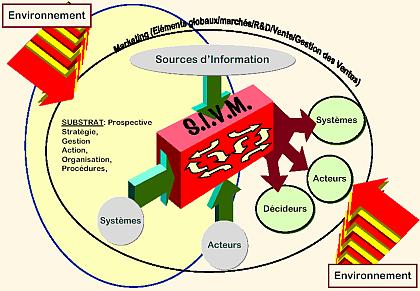 Environnement
Marketing (Eléments globaux/marchés/R&D/Vente/Gestion des Ventes)
Sources d'Information
S.I.V.M.
SUBSTRAT: Prospective
Stratégie,
Gestion
Action,
Organisation,
Procédures,
Systèmes
Acteurs
Décideurs
Systèmes
Acteurs
Environnement